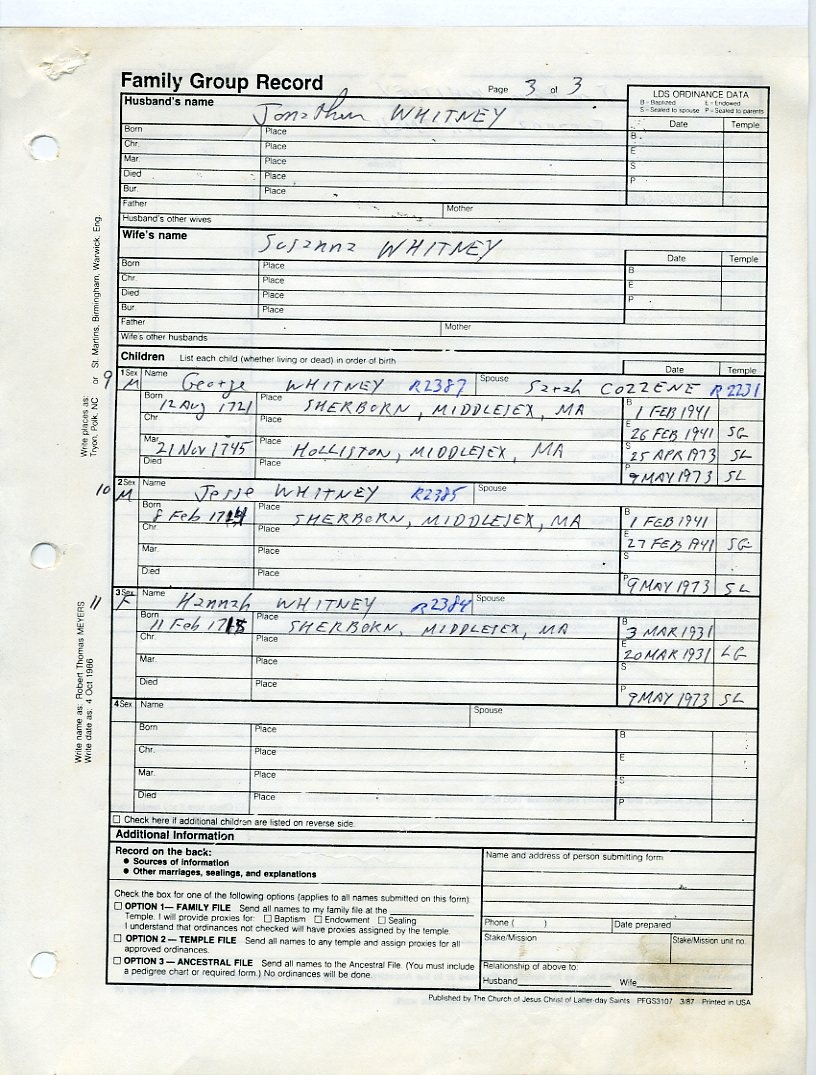 Family Group Record Page 3 of 3
LDS ORDINANCE DATA
B - Baptized E - Endowed
S - Sealed to spouse P - Sealed to parents
Husband's name Jonathan WHITNEY
Date Temple
Born Place B
Chr. Place E
Mar. Place S
Died Place P
Bur. Place
Father Mother
Husband's other wives
Wife's name Susanna WHITNEY
Date Temple
Born Place B
Chr. Place E
Died Place P
Bur. Place
Father Mother
Wife's other husbands
Children List each child (whether living or dead) in order of birth
Date Temple
9 1 Sex M Name George WHITNEY R2387 Spouse Sarah COZZENE R2231
Born 12 Aug 1721 Place SHERBORN, MIDDLESEX, MA B 1 FEB 1941
Chr. Place E 26 FEB 1941 SG
Mar. 21 Nov 1745 Place HOLLISTON, MIDDLESEX, MA S 25 APR 1973 SL
Died Place P 9 MAY 1973 SL
10 2 Sex M Name Jesse WHITNEY R2385 Spouse
Born 8 Feb Place SHERBORN, MIDDLESEX, MA B 1 FEB 1941
Chr. Place E 27 FEB 1941 SG
Mar. Place S
Died Place P 9 MAY 1973 SL
11 3 Sex F Name Hannah WHITNEY R2384 Spouse
Born 11 Feb Place SHERBORN, MIDDLESEX, MA B 3 MAR 1931
Chr. Place E 20 MAR 1931 LG
Mar. Place S
Died Place P 9 MAY 1973 SL
4 Sex Name Spouse
Born Place B
Chr. Place E
Mar. Place S
Died Place P
Check here if additional children are listed on reverse side.
Additional Information
Record on the back:
• Sources of information
• Other marriages, sealings, and explanations
Check the box for one of the following options (applies to all names submitted on this form)
OPTION 1—FAMILY FILE Send all names to my family file at the
Temple. I will provide proxies for: Baptism Endowment Sealing
I understand that ordinances not checked will have proxies assigned by the temple.
OPTION 2—TEMPLE FILE Send all names to any temple and assign proxies for all
approved ordinances.
OPTION 3—ANCESTRAL FILE Send all names to the Ancestral File. (You must include
a pedigree chart or required form.) No ordinances will be done.
Name and address of person submitting form
Phone ( ) Date prepared
Stake/Mission Stake/Mission unit no.
Relationship of above to:
Husband Wife
Published by The Church of Jesus Christ of Latter-day Saints PFGS3107 3/87 Printed in USA
Write places as: Tryon, Polk, NC or St. Martins, Birmingham, Warwick, Eng.
Write name as: Robert Thomas MEYERS
Write date as: 4 Oct 1986